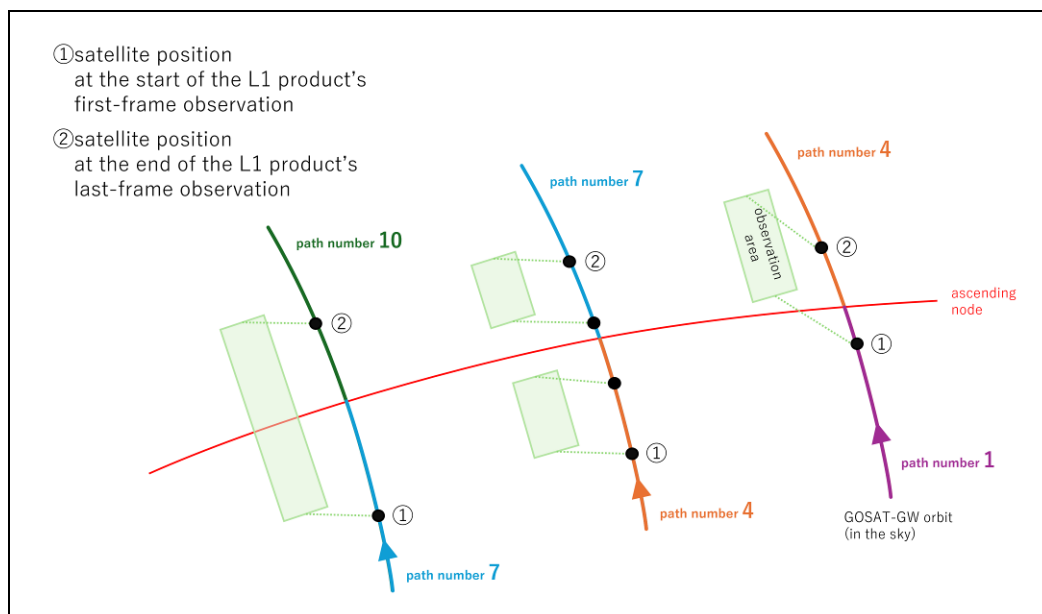 ①satellite position
at the start of the L1 product's
first-frame observation
②satellite position
at the end of the L1 product's
last-frame observation
path number 4
path number 7
observation
area
②
path number 10
②
ascending
node
②
①
①
path number 1
①
path number 4
GOSAT-GW orbit
(in the sky)
path number 7